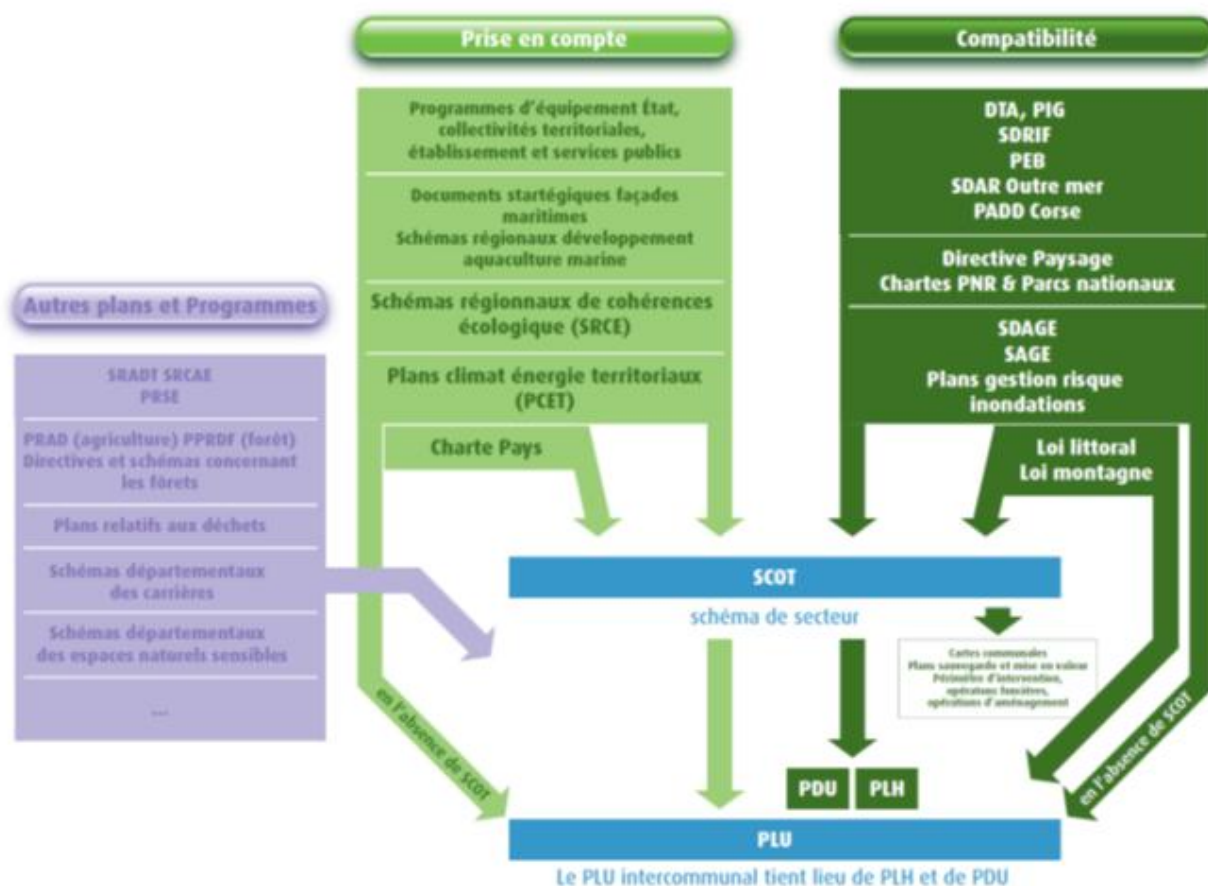 Prise en compte
Programmes d'équipement État,
collectivités territoriales,
établissement et services publics
Documents startégiques façades
maritimes
Schémas régionaux développement
aquaculture marine
Schémas régionnaux de cohérences
écologique (SRCE)
Plans climat énergie territoriaux
(PCET)
Charte Pays
Compatibilité
DTA, PIG
SDRIF
PEB
SDAR Outre mer
PADD Corse
Directive Paysage
Chartes PNR & Parcs nationaux
SDAGE
SAGE
Plans gestion risque
inondations
Loi littoral
Loi montagne
Autres plans et Programmes
SRADT SRCAE
PRSE
PRAD (agriculture) PPRDF (forêt)
Directives et schémas concernant
les fôrets
Plans relatifs aux déchets
Schémas départementaux
des carrières
Schémas départementaux
des espaces naturels sensibles
...
SCOT
schéma de secteur
Cartes communales
Plans sauvegarde et mise en valeur
Périmètre d'intervention,
opératons foncières,
opératons d'aménagement
en l'absence de SCOT
en l'absence de SCOT
PDU
PLH
PLU
Le PLU intercommunal tient lieu de PLH et de PDU